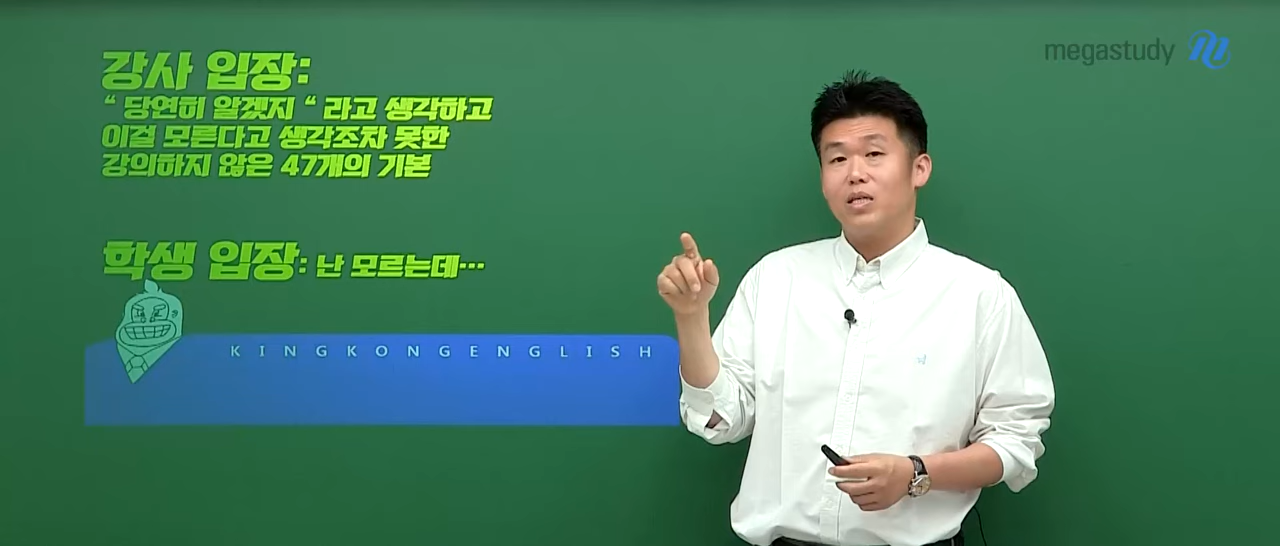 megastudy
강사 입장:
“ 당연히 알겠지 “ 라고 생각하고
이걸 모른다고 생각조차 못한
강의하지 않은 47개의 기본
학생 입장: 난 모르는데…
KINGKONGENGLISH